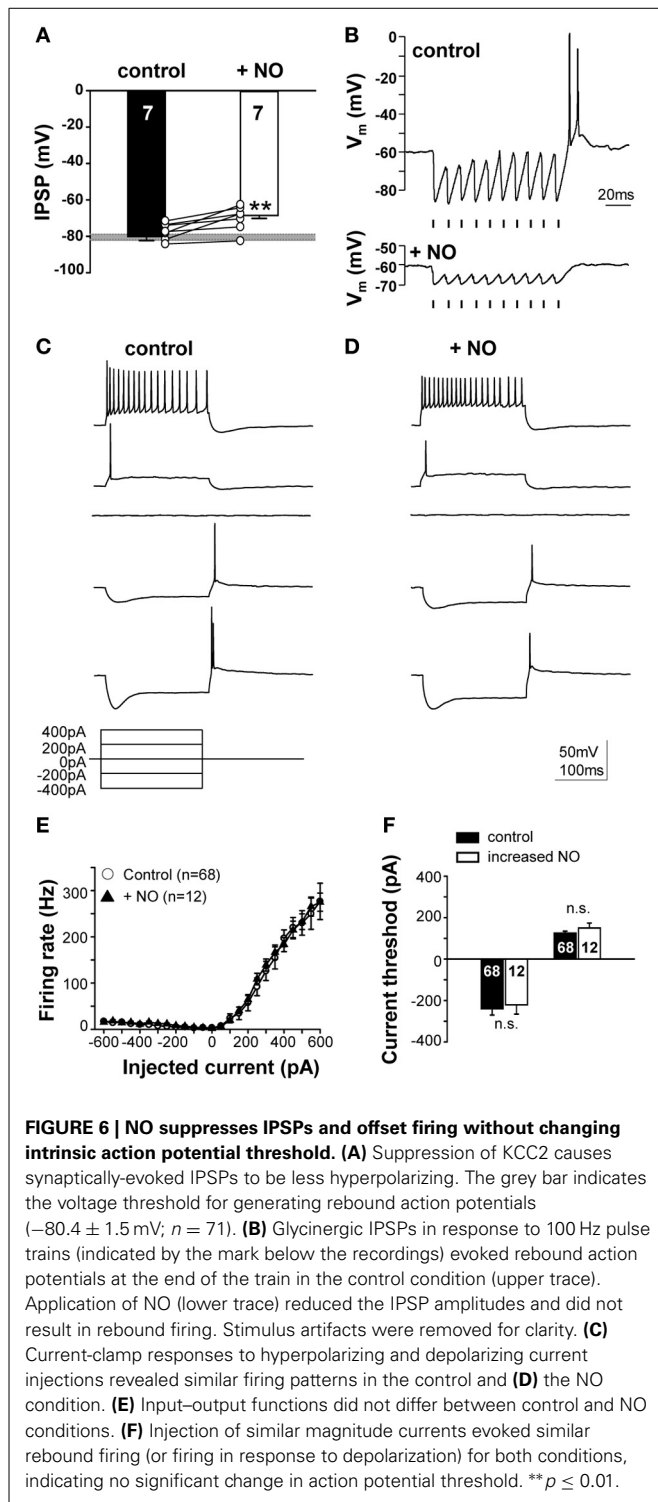 A
control
+ NO
0
-20
-40
-60
-80
-100
IPSP (mV)
7
7
**
B
control
0
-20
-40
-60
-80
Vm (mV)
20ms
+ NO
-50
-60
-70
Vm (mV)
C
control
D
+ NO
400pA
200pA
0pA
-200pA
-400pA
50mV
100ms
E
Control (n=68)
+ NO (n=12)
300
200
100
0
Firing rate (Hz)
-600 -400 -200 0 200 400 600
Injected current (pA)
F
control
increased NO
400
200
0
-200
-400
Current threshod (pA)
n.s.
68 12
68 12
n.s.
FIGURE 6 | NO suppresses IPSPs and offset firing without changing
intrinsic action potential threshold. (A) Suppression of KCC2 causes
synaptically-evoked IPSPs to be less hyperpolarizing. The grey bar indicates
the voltage threshold for generating rebound action potentials
(−80.4 ± 1.5 mV; n = 71). (B) Glycinergic IPSPs in response to 100 Hz pulse
trains (indicated by the mark below the recordings) evoked rebound action
potentials at the end of the train in the control condition (upper trace).
Application of NO (lower trace) reduced the IPSP amplitudes and did not
result in rebound firing. Stimulus artifacts were removed for clarity. (C)
Current-clamp responses to hyperpolarizing and depolarizing current
injections revealed similar firing patterns in the control and (D) the NO
condition. (E) Input–output functions did not differ between control and NO
conditions. (F) Injection of similar magnitude currents evoked similar
rebound firing (or firing in response to depolarization) for both conditions,
indicating no significant change in action potential threshold. **p ≤ 0.01.